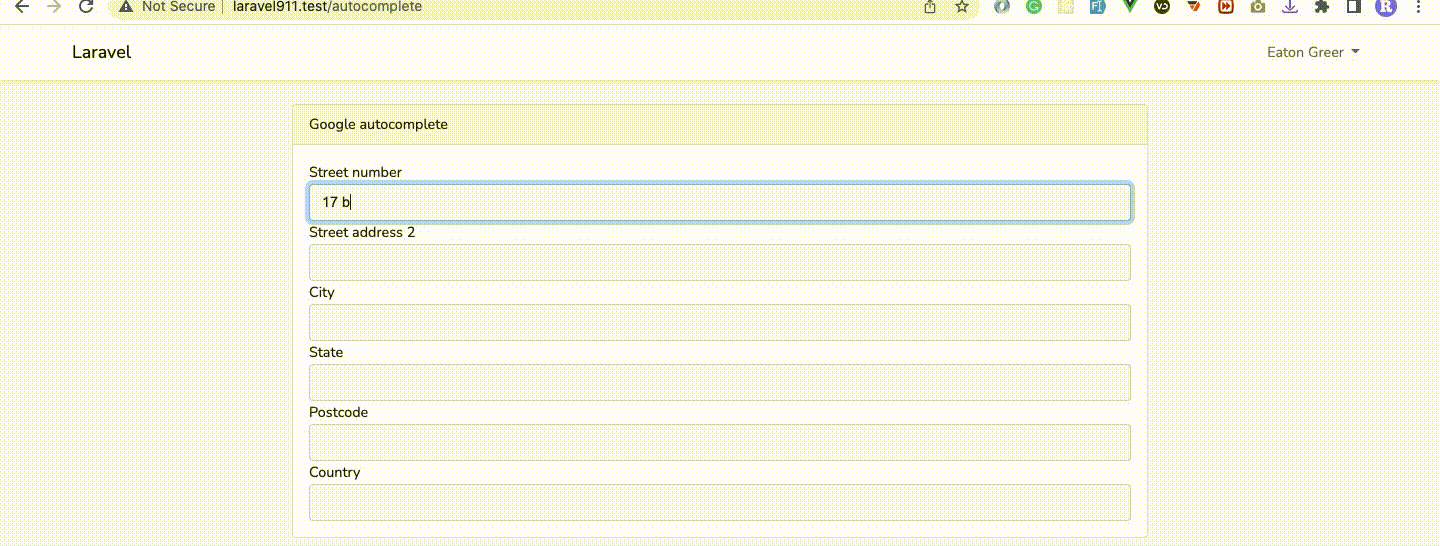 Not Secure laravel911.test/autocomplete
Laravel
Eaton Greer
Google autocomplete
Street number
17 b
Street address 2
City
State
Postcode
Country